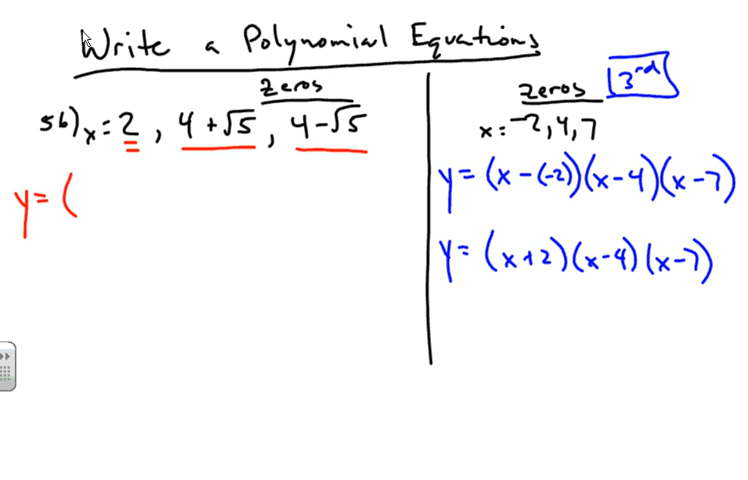 Write a Polynomial Equations
zeros
56) x = 2, 4 + √5, 4 - √5
y = (
zeros 3rd
x = -2, 4, 7
y = (x - (-2))(x - 4)(x - 7)
y = (x + 2)(x - 4)(x - 7)